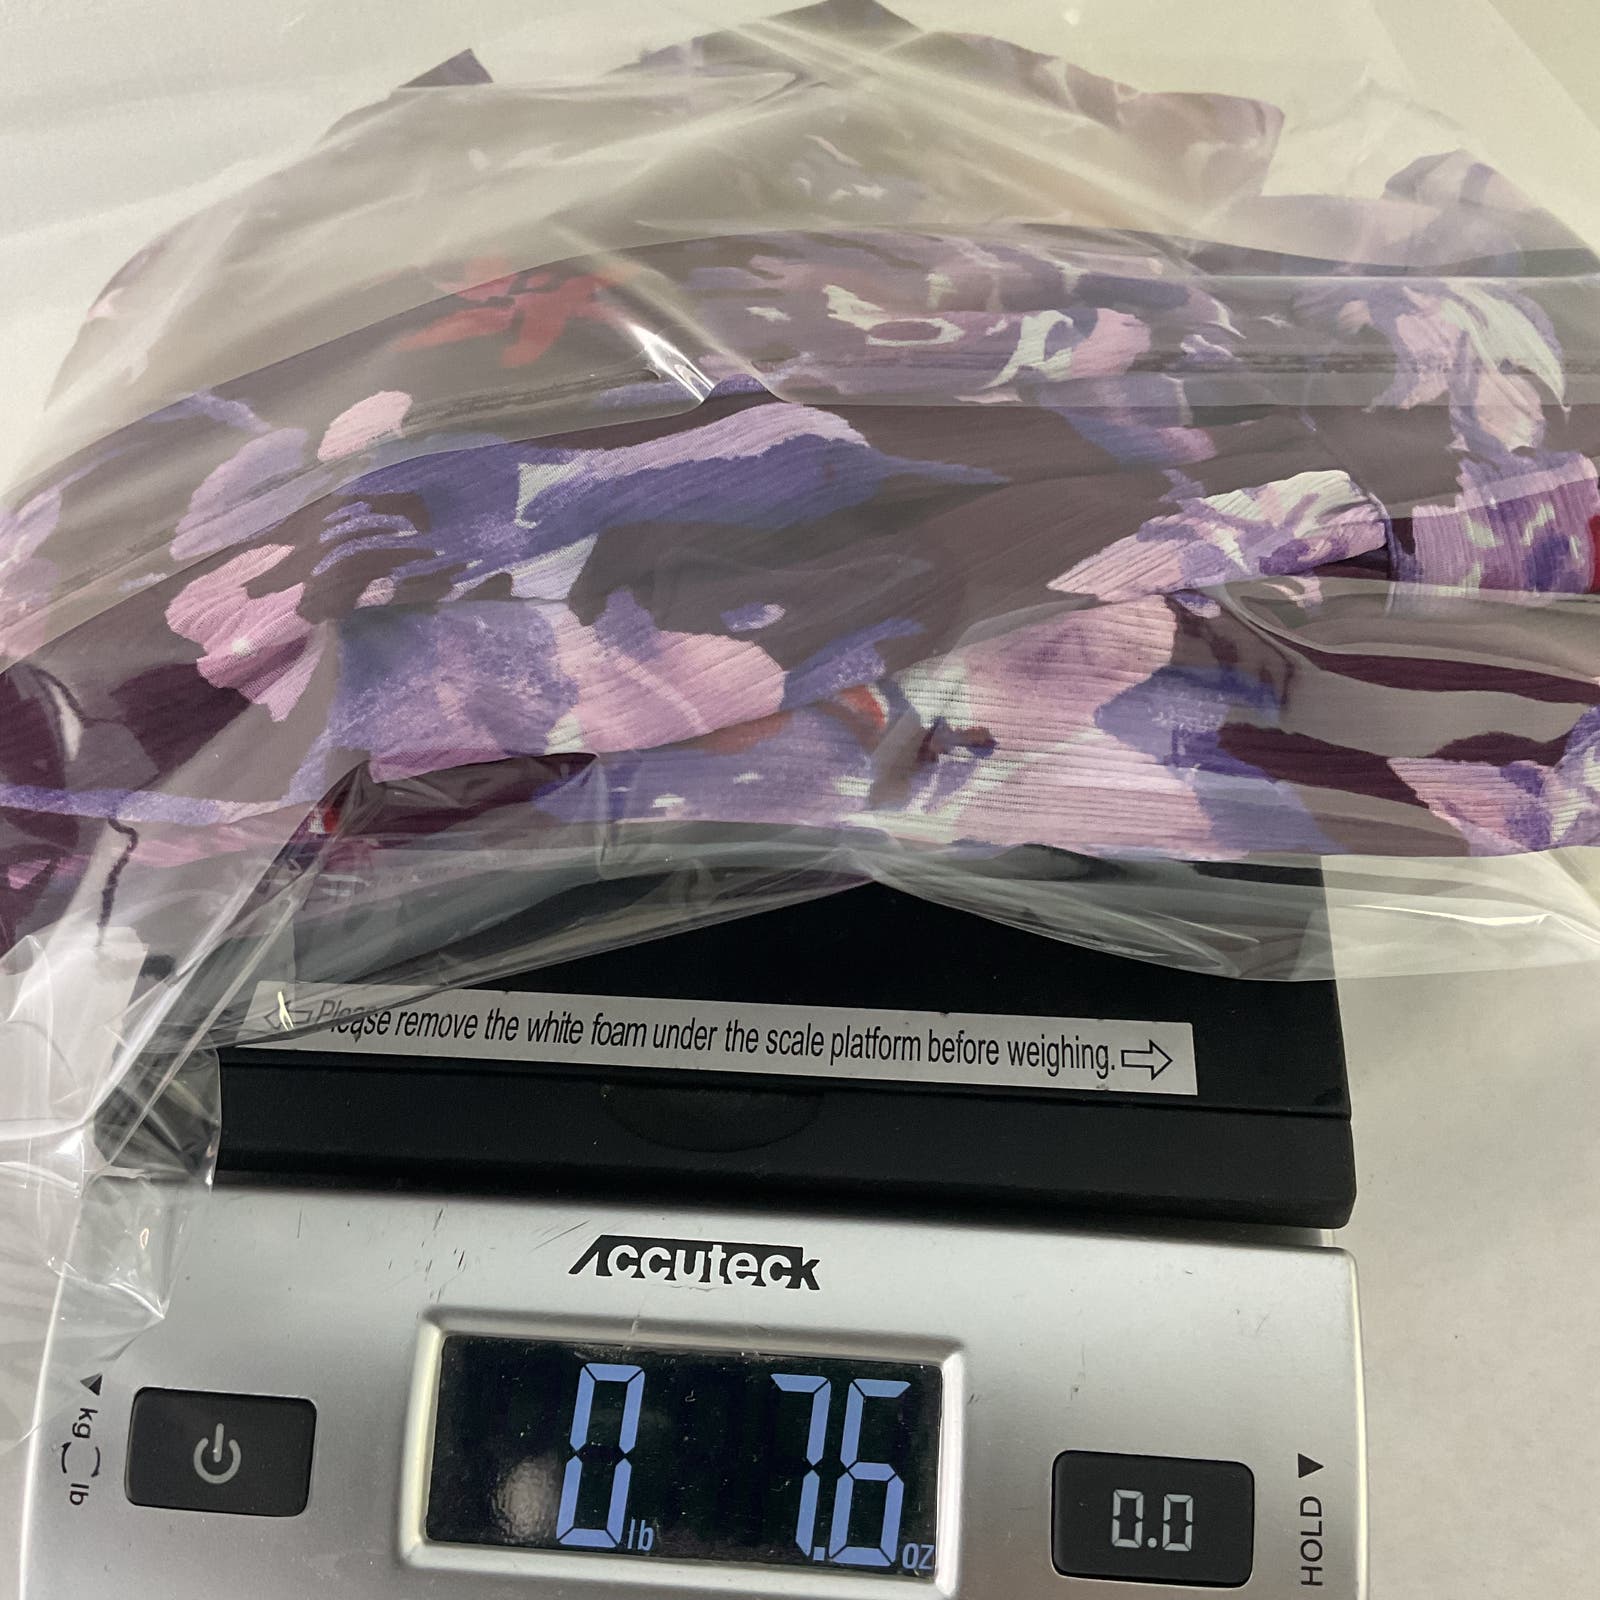 Please remove the white foam under the scale platform before weighing.
Accuteck
0 lb 7.6 oz
kg lb
0.0
HOLD